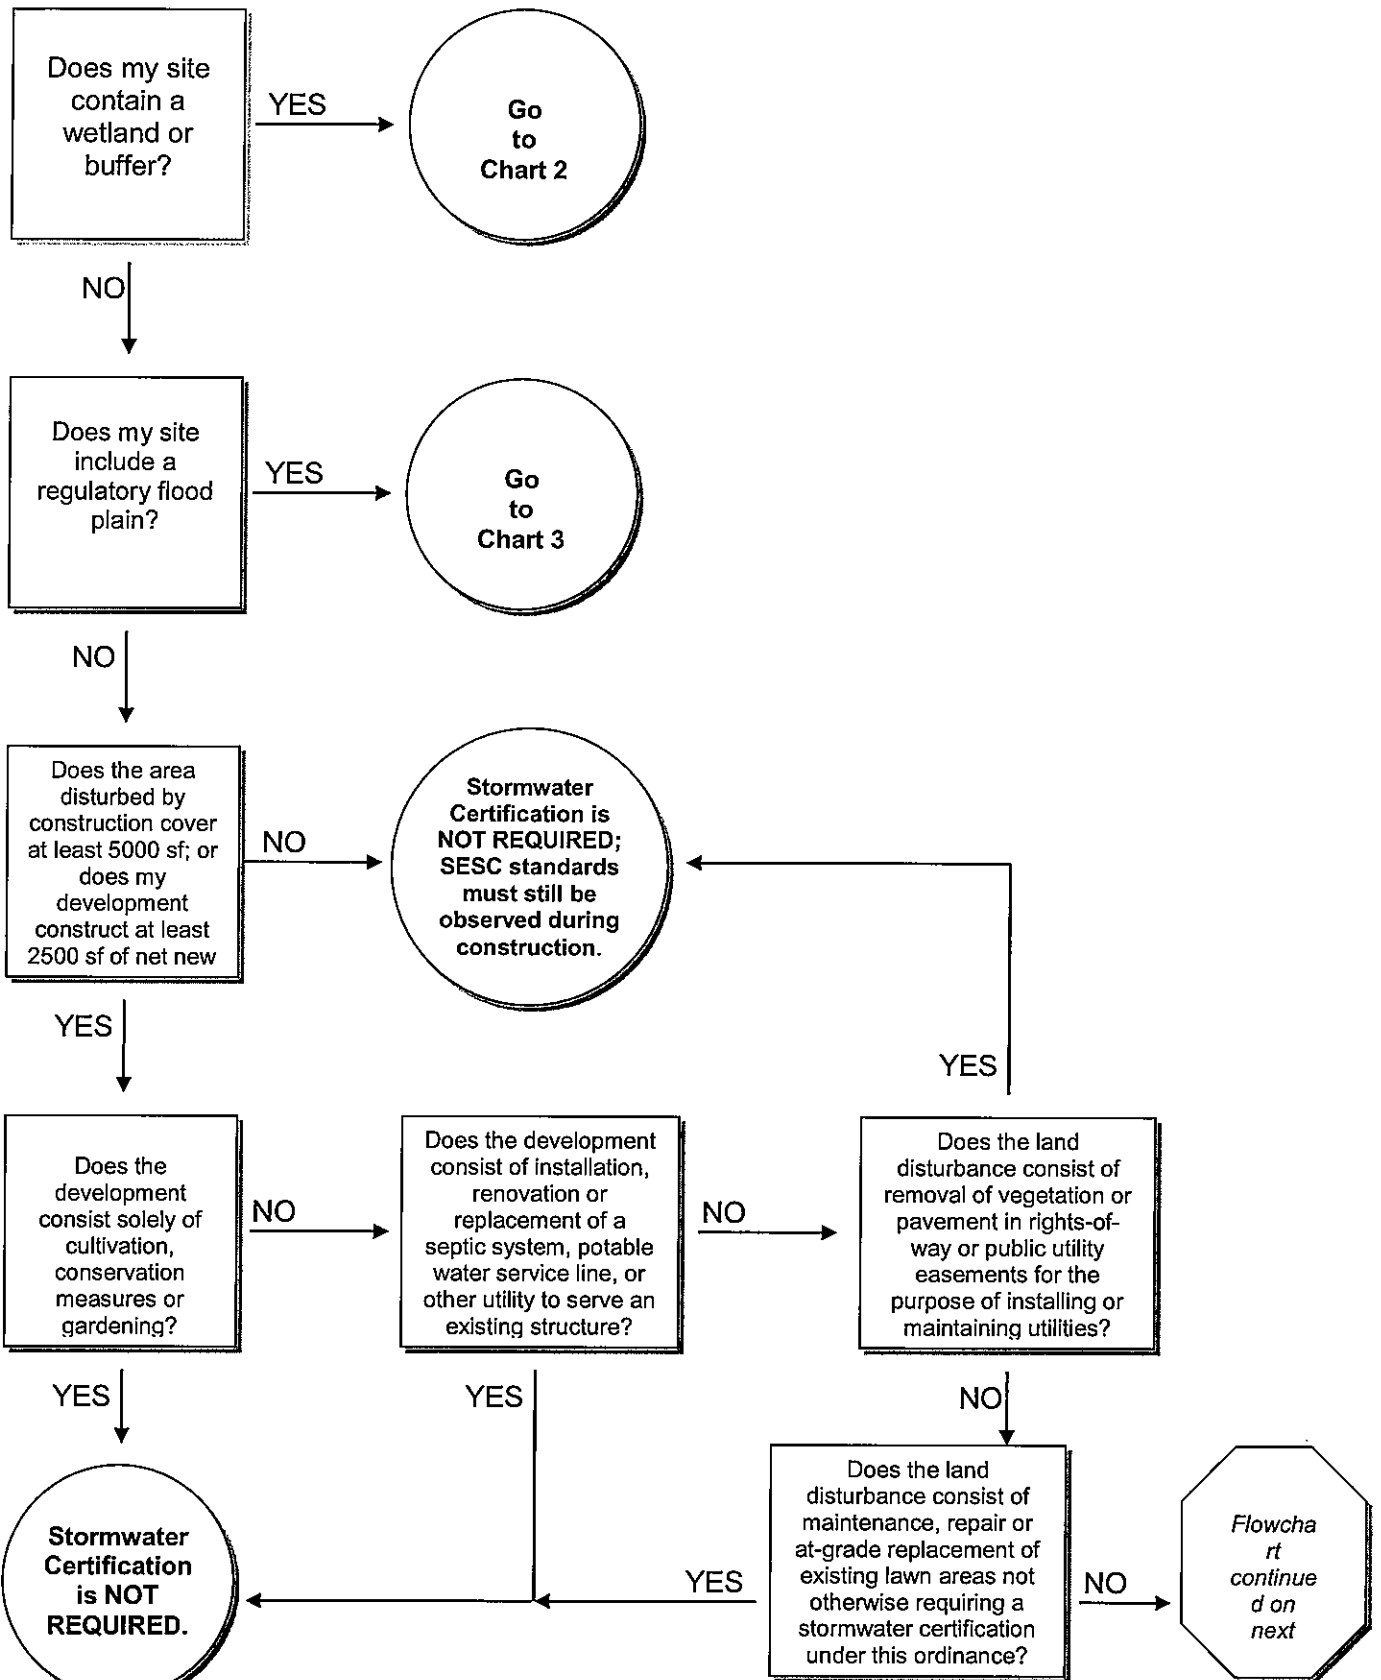 Does my site
contain a
wetland or
buffer?
YES
Go
to
Chart 2
NO
Does my site
include a
regulatory flood
plain?
YES
Go
to
Chart 3
NO
Does the area
disturbed by
construction cover
at least 5000 sf; or
does my
development
construct at least
2500 sf of net new
NO
Stormwater
Certification is
NOT REQUIRED;
SESC standards
must still be
observed during
construction.
YES
YES
Does the
development
consist solely of
cultivation,
conservation
measures or
gardening?
NO
Does the development
consist of installation,
renovation or
replacement of a
septic system, potable
water service line, or
other utility to serve an
existing structure?
NO
Does the land
disturbance consist of
removal of vegetation or
pavement in rights-of-
way or public utility
easements for the
purpose of installing or
maintaining utilities?
YES
YES
NO
Stormwater
Certification
is NOT
REQUIRED.
YES
Does the land
disturbance consist of
maintenance, repair or
at-grade replacement of
existing lawn areas not
otherwise requiring a
stormwater certification
under this ordinance?
NO
Flowcha
rt
continue
d on
next